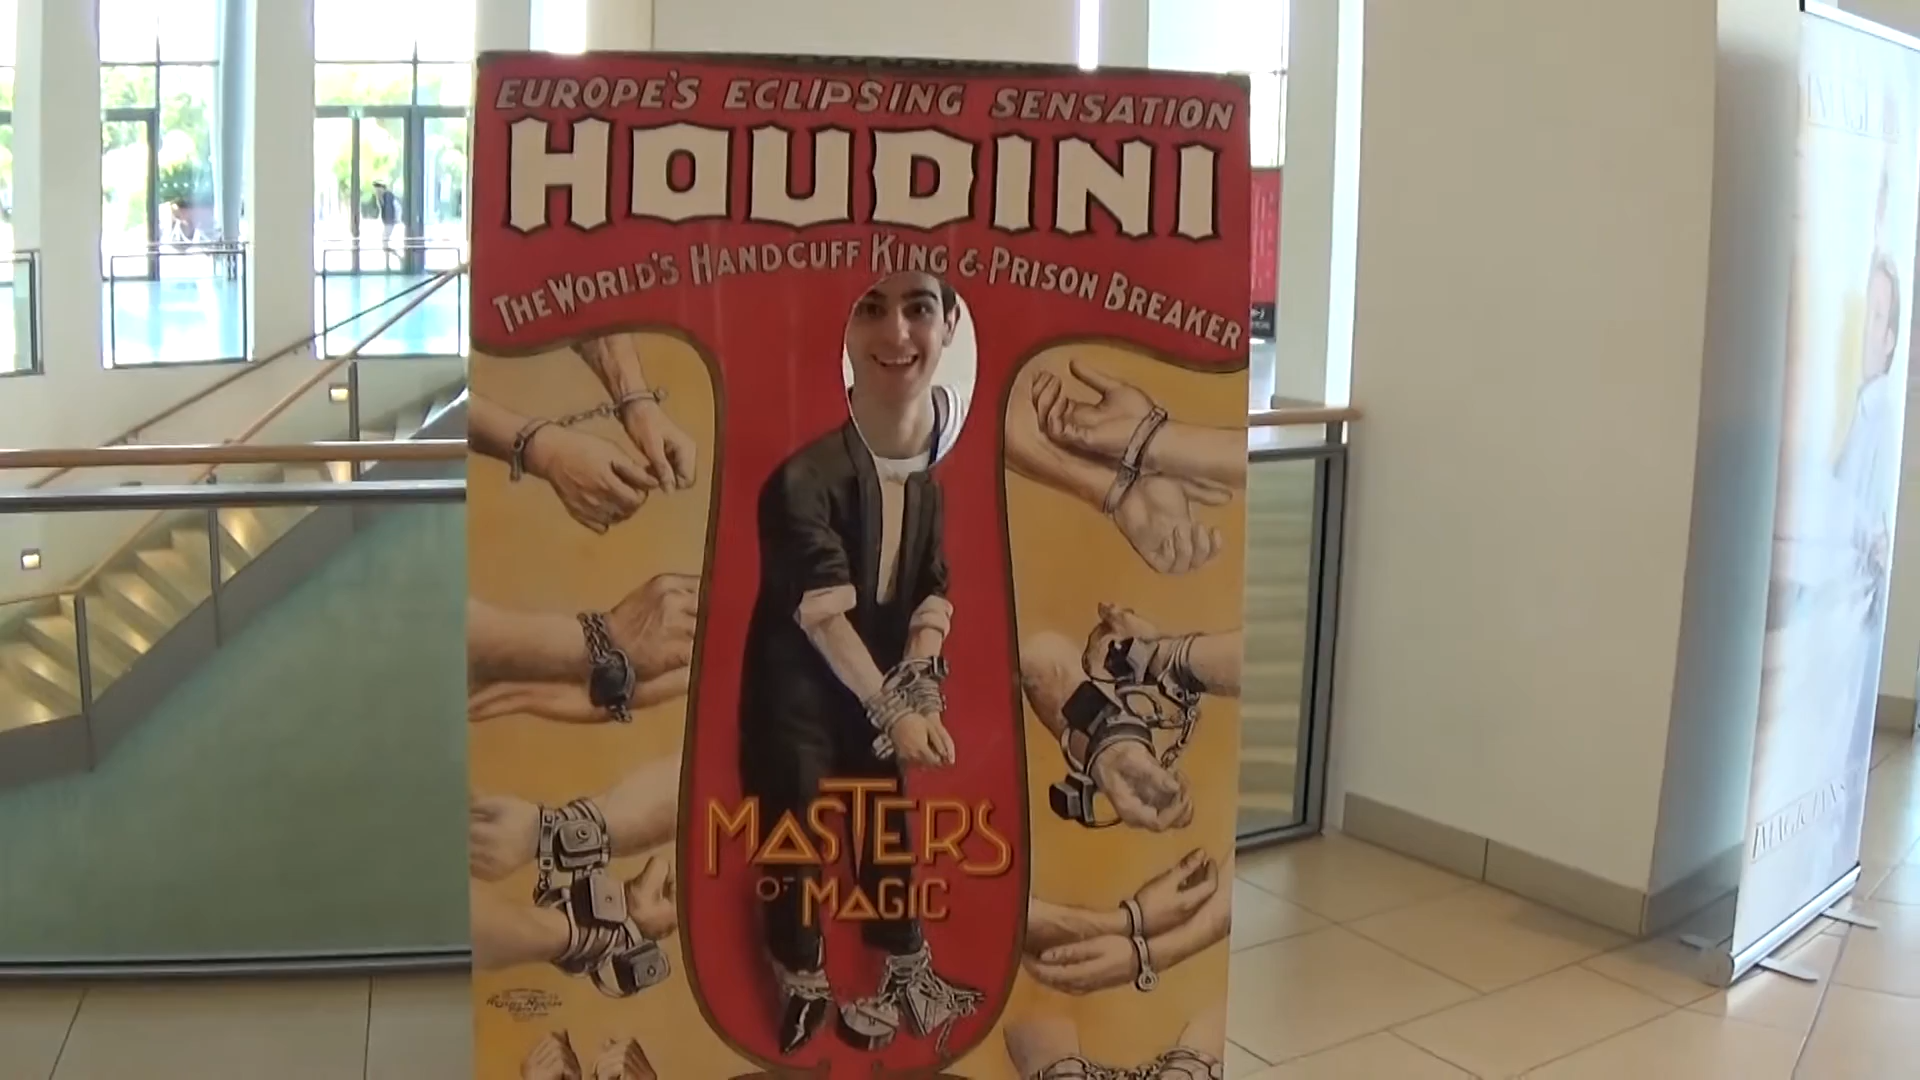 EUROPE'S ECLIPSING SENSATION
HOUDINI
THE WORLD'S HANDCUFF KING & PRISON BREAKER
MASTERS
OF MAGIC